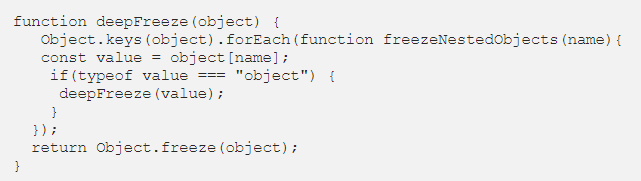 function deepFreeze(object) {
   Object.keys(object).forEach(function freezeNestedObjects(name){
   const value = object[name];
    if(typeof value === "object") {
     deepFreeze(value);
    }
  });
  return Object.freeze(object);
}